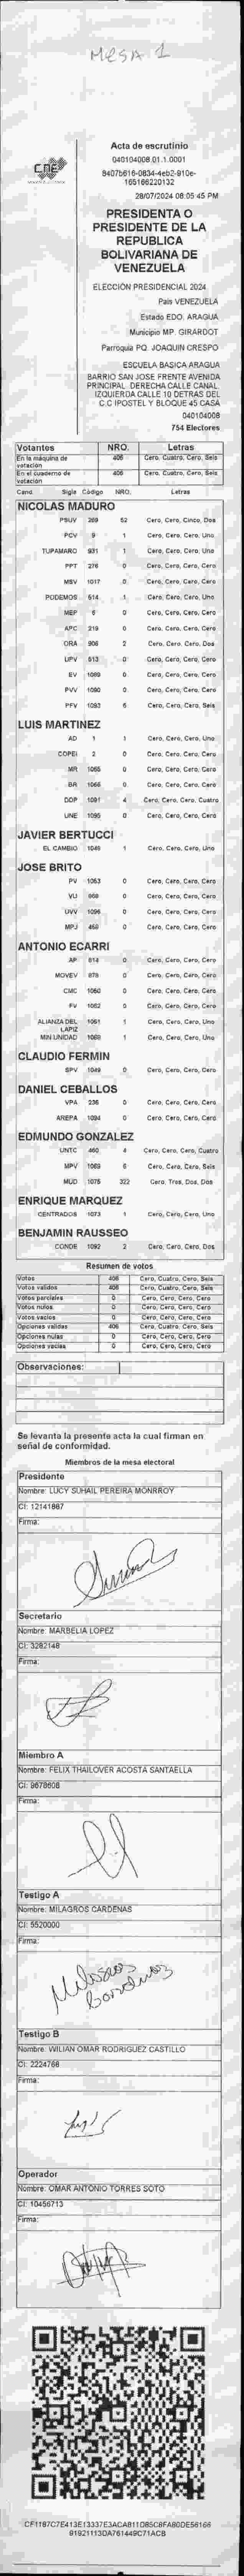 MESA 1
CNE
Acta de escrutinio
040104008.01.1.0001
8407b616-0834-4eb2-910e-
165166220132
28/07/2024 08:05:45 PM
PRESIDENTA O
PRESIDENTE DE LA
REPUBLICA
BOLIVARIANA DE
VENEZUELA
ELECCIÓN PRESIDENCIAL 2024
Pais VENEZUELA
Estado EDO. ARAGUA
Municipio MP. GIRARDOT
Parroquia PQ. JOAQUIN CRESPO
ESCUELA BASICA ARAGUA
BARRIO SAN JOSE FRENTE AVENIDA
PRINCIPAL. DERECHA CALLE CANAL.
IZQUIERDA CALLE 10 DETRAS DEL
C.C IPOSTEL Y BLOQUE 45 CASA
040104008
754 Electores
Votantes NRO. Letras
En la máquina de votación 406 Cero, Cuatro, Cero, Seis
En el cuaderno de votación 406 Cero, Cuatro, Cero, Seis
Cand. Sigla Código NRO. Letras
NICOLAS MADURO
PSUV 269 52 Cero, Cero, Cinco, Dos
PCV 9 1 Cero, Cero, Cero, Uno
TUPAMARO 931 1 Cero, Cero, Cero, Uno
PPT 276 0 Cero, Cero, Cero, Cero
MSV 1017 0 Cero, Cero, Cero, Cero
PODEMOS 614 1 Cero, Cero, Cero, Uno
MEP 6 0 Cero, Cero, Cero, Cero
APC 219 0 Cero, Cero, Cero, Cero
ORA 906 2 Cero, Cero, Cero, Dos
UPV 613 0 Cero, Cero, Cero, Cero
EV 1089 0 Cero, Cero, Cero, Cero
PVV 1090 0 Cero, Cero, Cero, Cero
PFV 1093 6 Cero, Cero, Cero, Seis
LUIS MARTINEZ
AD 1 1 Cero, Cero, Cero, Uno
COPEI 2 0 Cero, Cero, Cero, Cero
MR 1065 0 Cero, Cero, Cero, Cero
BR 1066 0 Cero, Cero, Cero, Cero
DDP 1091 4 Cero, Cero, Cero, Cuatro
UNE 1095 0 Cero, Cero, Cero, Cero
JAVIER BERTUCCI
EL CAMBIO 1046 1 Cero, Cero, Cero, Uno
JOSE BRITO
PV 1053 0 Cero, Cero, Cero, Cero
VU 968 0 Cero, Cero, Cero, Cero
UVV 1096 0 Cero, Cero, Cero, Cero
MPJ 458 0 Cero, Cero, Cero, Cero
ANTONIO ECARRI
AP 814 0 Cero, Cero, Cero, Cero
MOVEV 878 0 Cero, Cero, Cero, Cero
CMC 1050 0 Cero, Cero, Cero, Cero
FV 1062 0 Cero, Cero, Cero, Cero
ALIANZA DEL LAPIZ 1061 1 Cero, Cero, Cero, Uno
MIN UNIDAD 1068 1 Cero, Cero, Cero, Uno
CLAUDIO FERMIN
SPV 1049 0 Cero, Cero, Cero, Cero
DANIEL CEBALLOS
VPA 236 0 Cero, Cero, Cero, Cero
AREPA 1094 0 Cero, Cero, Cero, Cero
EDMUNDO GONZALEZ
UNTC 460 4 Cero, Cero, Cero, Cuatro
MPV 1069 6 Cero, Cero, Cero, Seis
MUD 1075 322 Cero, Tres, Dos, Dos
ENRIQUE MARQUEZ
CENTRADOS 1073 1 Cero, Cero, Cero, Uno
BENJAMIN RAUSSEO
CONDE 1092 2 Cero, Cero, Cero, Dos
Resumen de votos
Votos 406 Cero, Cuatro, Cero, Seis
Votos válidos 406 Cero, Cuatro, Cero, Seis
Votos parciales 0 Cero, Cero, Cero, Cero
Votos nulos 0 Cero, Cero, Cero, Cero
Votos vacíos 0 Cero, Cero, Cero, Cero
Opciones válidas 406 Cero, Cuatro, Cero, Seis
Opciones nulas 0 Cero, Cero, Cero, Cero
Opciones vacías 0 Cero, Cero, Cero, Cero
Observaciones:
Se levanta la presente acta la cual firman en
señal de conformidad.
Miembros de la mesa electoral
Presidente
Nombre: LUCY SUHAIL PEREIRA MONRROY
CI: 12141867
Firma:
Secretario
Nombre: MARBELIA LOPEZ
CI: 3282148
Firma:
Miembro A
Nombre: FELIX THAILOVER ACOSTA SANTAELLA
CI: 9678608
Firma:
Testigo A
Nombre: MILAGROS CARDENAS
CI: 5520000
Firma:
Milagros
Testigo B
Nombre: WILIAN OMAR RODRIGUEZ CASTILLO
CI: 2224768
Firma:
Operador
Nombre: OMAR ANTONIO TORRES SOTO
CI: 10456713
Firma:
CF1187C7E413E13337E3ACA811D85C8FA80DE56166
91921113DA761449C71ACB